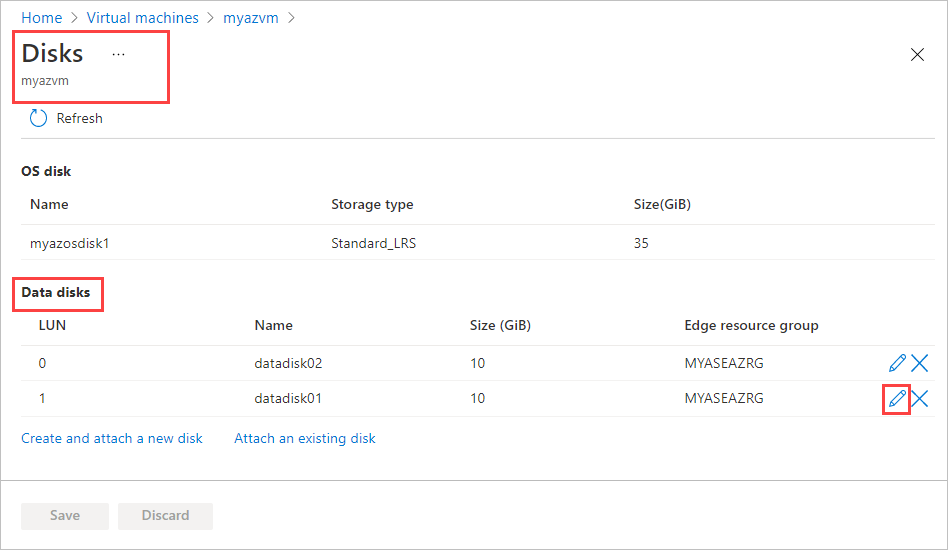 Home > Virtual machines > myazvm >
Disks ...
myazvm
Refresh
OS disk
Name Storage type Size(GiB)
myazosdisk1 Standard_LRS 35
Data disks
LUN Name Size (GiB) Edge resource group
0 datadisk02 10 MYASEAZRG
1 datadisk01 10 MYASEAZRG
Create and attach a new disk Attach an existing disk
Save Discard